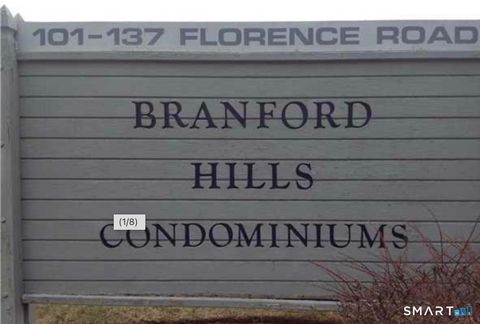 101-137 FLORENCE ROAD
BRANFORD
HILLS
(1/8)
CONDOMINIUMS
SMART